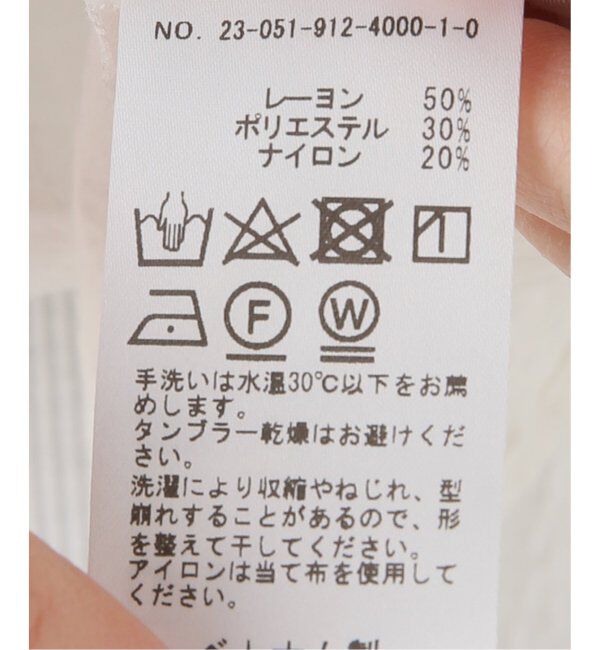 NO. 23-051-912-4000-1-0
レーヨン 50%
ポリエステル 30%
ナイロン 20%
F
W
手洗いは水温30℃以下をお薦
めします。
タンブラー乾燥はお避けくだ
さい。
洗濯により収縮やねじれ、型
崩れすることがあるので、形
を整えて干してください。
アイロンは当て布を使用して
ください。